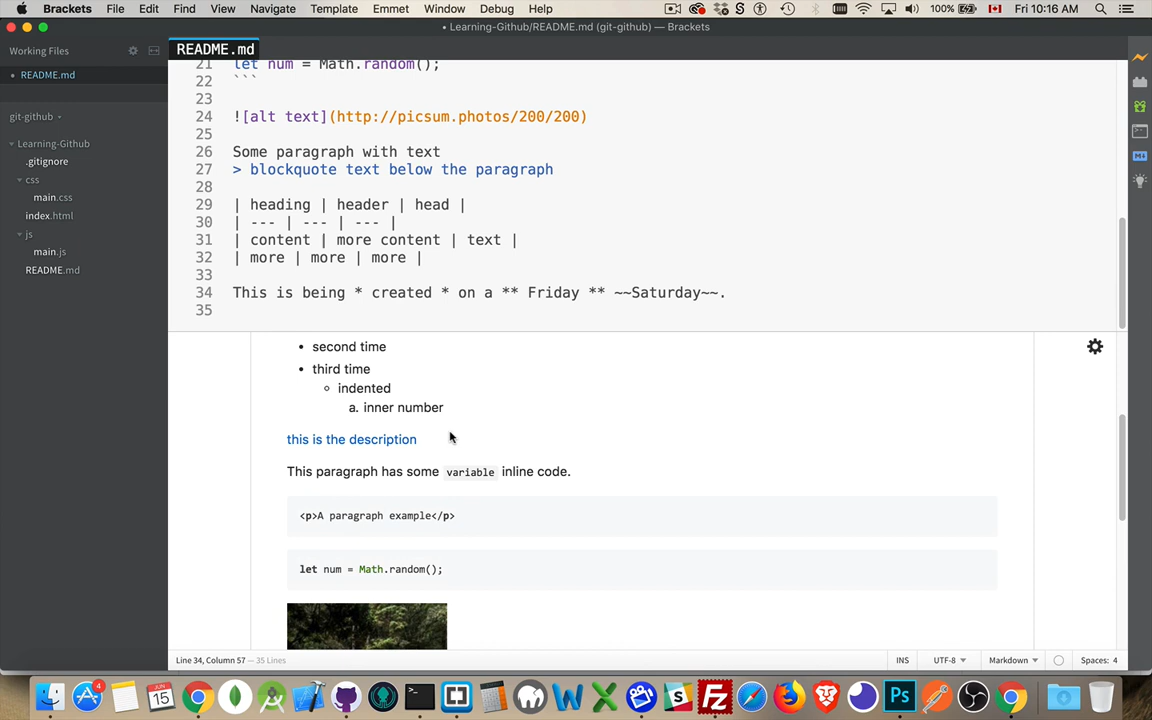 Brackets File Edit Find View Navigate Template Emmet Window Debug Help 100% Fri 10:16 AM
• Learning-Github/README.md (git-github) — Brackets
Working Files
README.md
• README.md
git-github
Learning-Github
.gitignore
css
main.css
index.html
js
main.js
README.md
21 let num = Math.random();
22 ```
23
24 ![alt text](http://picsum.photos/200/200)
25
26 Some paragraph with text
27 > blockquote text below the paragraph
28
29 | heading | header | head |
30 | --- | --- | --- |
31 | content | more content | text |
32 | more | more | more |
33
34 This is being * created * on a ** Friday ** ~~Saturday~~.
35
• second time
• third time
◦ indented
a. inner number
this is the description
This paragraph has some variable inline code.
<p>A paragraph example</p>
let num = Math.random();
Line 34, Column 57 — 35 Lines
INS UTF-8 Markdown Spaces: 4
4
JUN
15
Ps